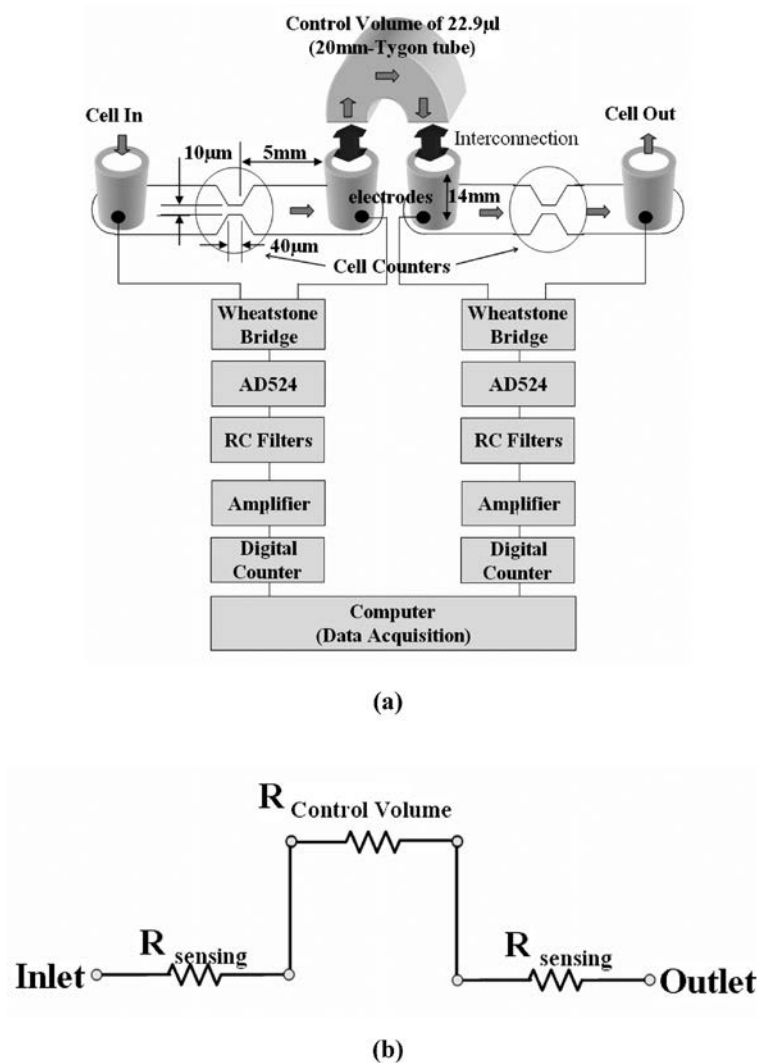 Control Volume of 22.9µl
(20mm-Tygon tube)
Cell In
10µm
5mm
Interconnection
Cell Out
electrodes
14mm
40µm
Cell Counters
Wheatstone
Bridge
Wheatstone
Bridge
AD524
AD524
RC Filters
RC Filters
Amplifier
Amplifier
Digital
Counter
Digital
Counter
Computer
(Data Acquisition)
(a)
R Control Volume
R sensing
R sensing
Inlet
Outlet
(b)